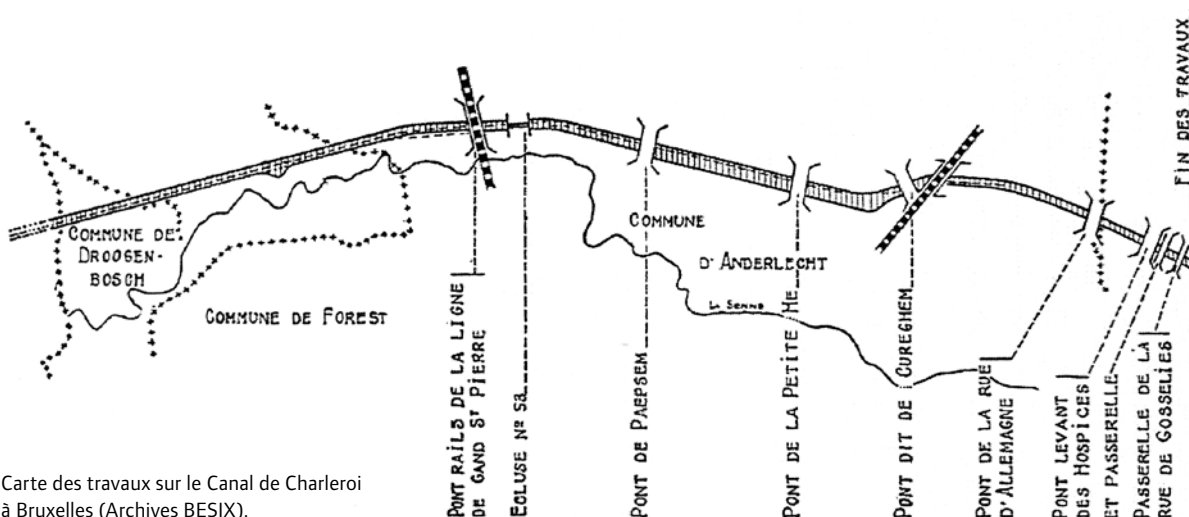 FIN DES TRAVAUX
COMMUNE DE
DROOGEN-
BOSCH
COMMUNE DE FOREST
COMMUNE
D'ANDERLECHT
LA SENNE
PONT RAILS DE LA LIGNE
DE GAND ST PIERRE
ECLUSE Nº 53
PONT DE PAEPSEM
PONT DE LA PETITE ÎLE
PONT DIT DE CUREGHEM
PONT DE LA RUE
D'ALLEMAGNE
PONT LEVANT
DES HOSPICES
ET PASSERELLE
PASSERELLE DE LA
RUE DE GOSSELIES
Carte des travaux sur le Canal de Charleroi
à Bruxelles (Archives BESIX).